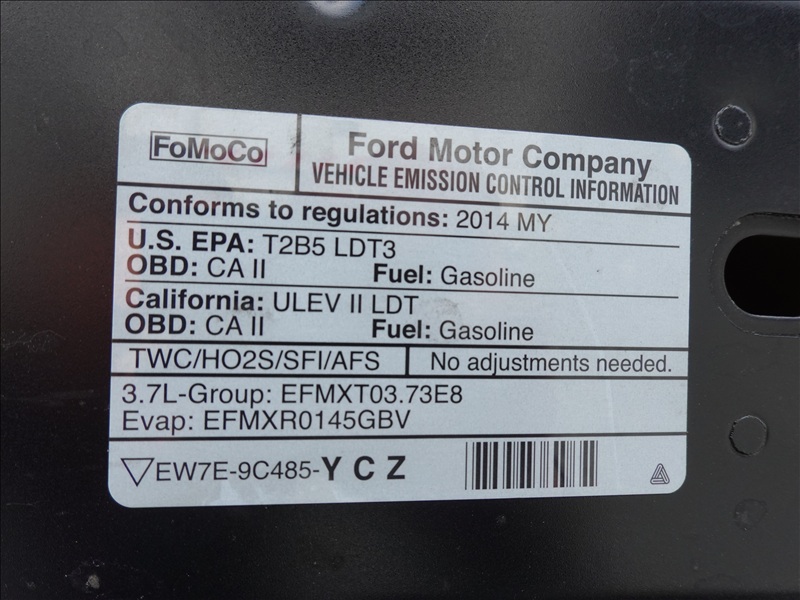 FoMoCo
Ford Motor Company
VEHICLE EMISSION CONTROL INFORMATION
Conforms to regulations: 2014 MY
U.S. EPA: T2B5 LDT3
OBD: CA II Fuel: Gasoline
California: ULEV II LDT
OBD: CA II Fuel: Gasoline
TWC/HO2S/SFI/AFS No adjustments needed.
3.7L-Group: EFMXT03.73E8
Evap: EFMXR0145GBV
EW7E-9C485-Y C Z